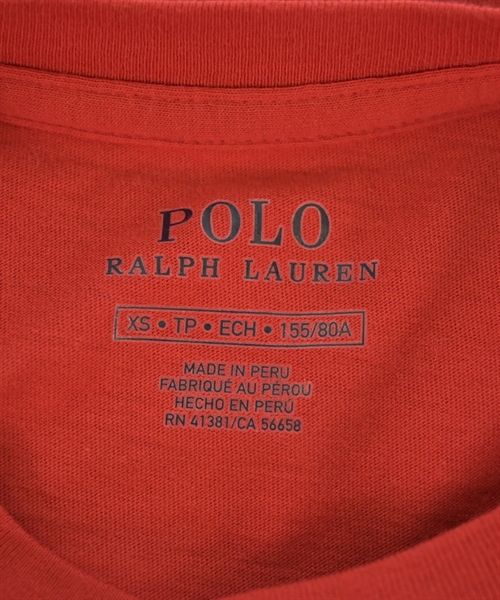 POLO
RALPH LAUREN
XS • TP • ECH • 155/80A
MADE IN PERU
FABRIQUÉ AU PÉROU
HECHO EN PERÚ
RN 41381/CA 56658